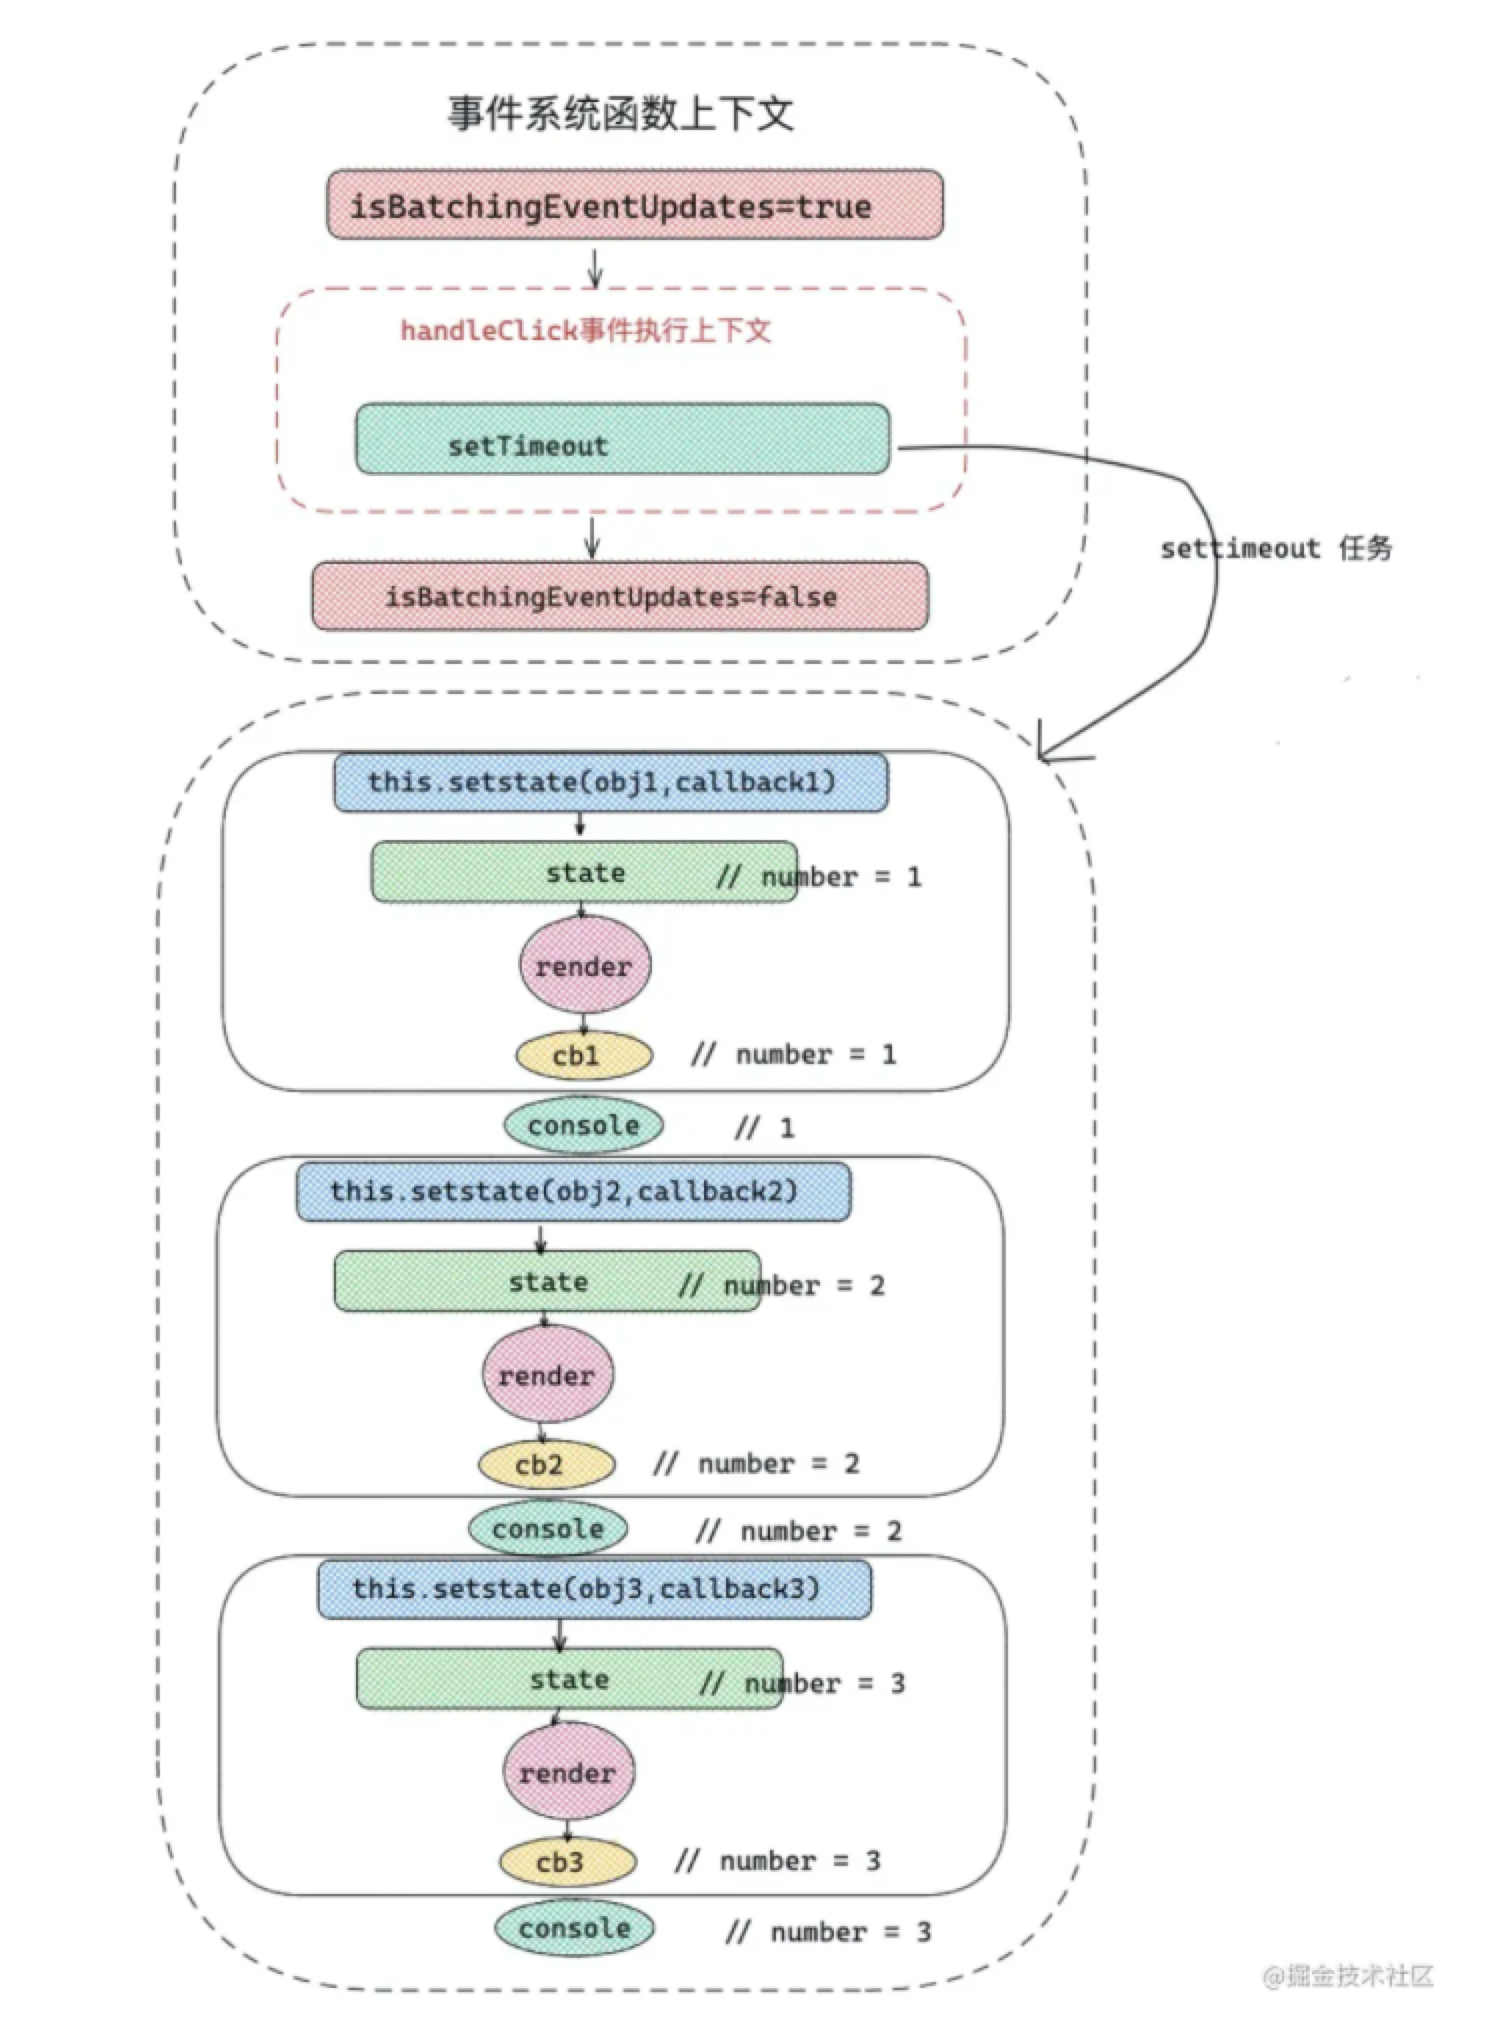 事件系统函数上下文
isBatchingEventUpdates=true
handleClick事件执行上下文
setTimeout
settimeout 任务
isBatchingEventUpdates=false
this.setstate(obj1,callback1)
state // number = 1
render
cb1 // number = 1
console // 1
this.setstate(obj2,callback2)
state // number = 2
render
cb2 // number = 2
console // number = 2
this.setstate(obj3,callback3)
state // number = 3
render
cb3 // number = 3
console // number = 3
@掘金技术社区